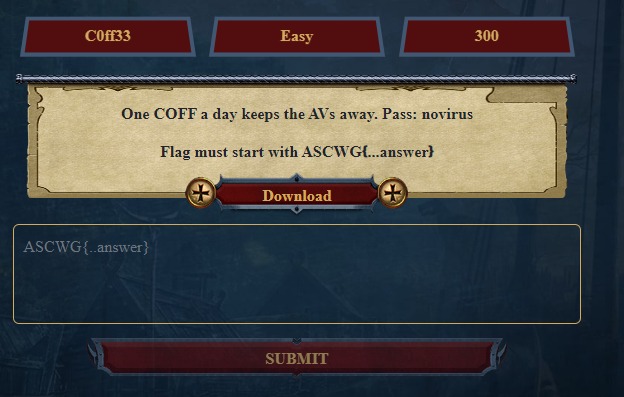 C0ff33
Easy
300
One COFF a day keeps the AVs away. Pass: novirus
Flag must start with ASCWG{...answer}
Download
ASCWG{..answer}
SUBMIT